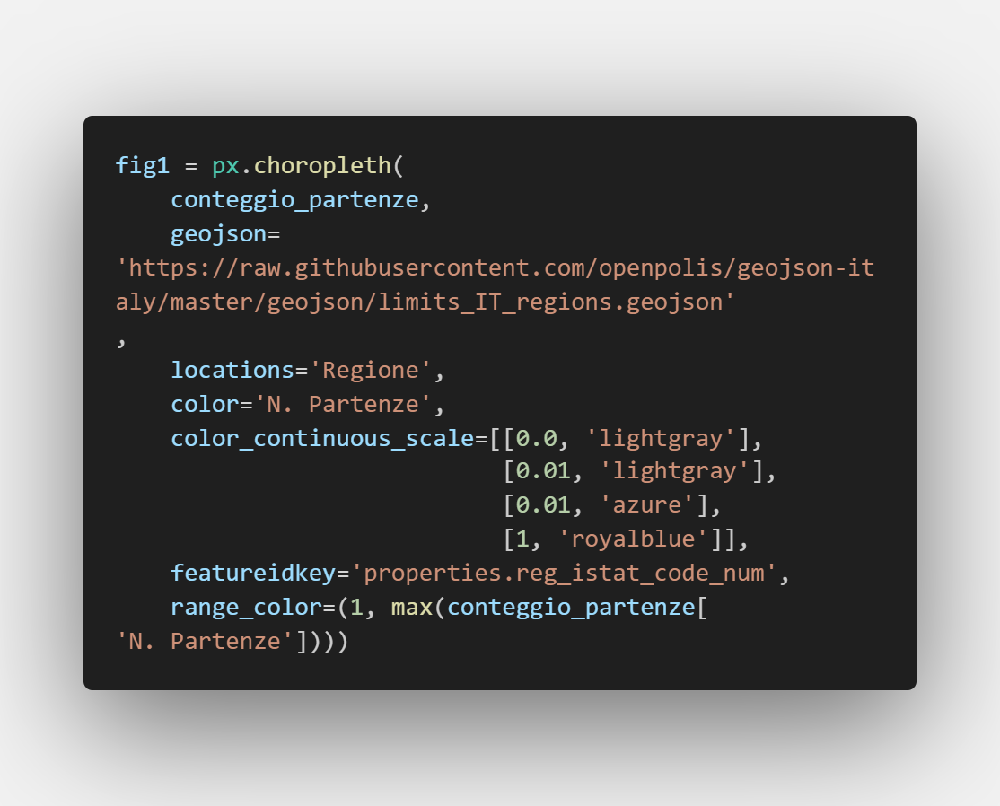 fig1 = px.choropleth(
    conteggio_partenze,
    geojson=
'https://raw.githubusercontent.com/openpolis/geojson-it
aly/master/geojson/limits_IT_regions.geojson'
,
    locations='Regione',
    color='N. Partenze',
    color_continuous_scale=[[0.0, 'lightgray'],
                            [0.01, 'lightgray'],
                            [0.01, 'azure'],
                            [1, 'royalblue']],
    featureidkey='properties.reg_istat_code_num',
    range_color=(1, max(conteggio_partenze[
'N. Partenze'])))